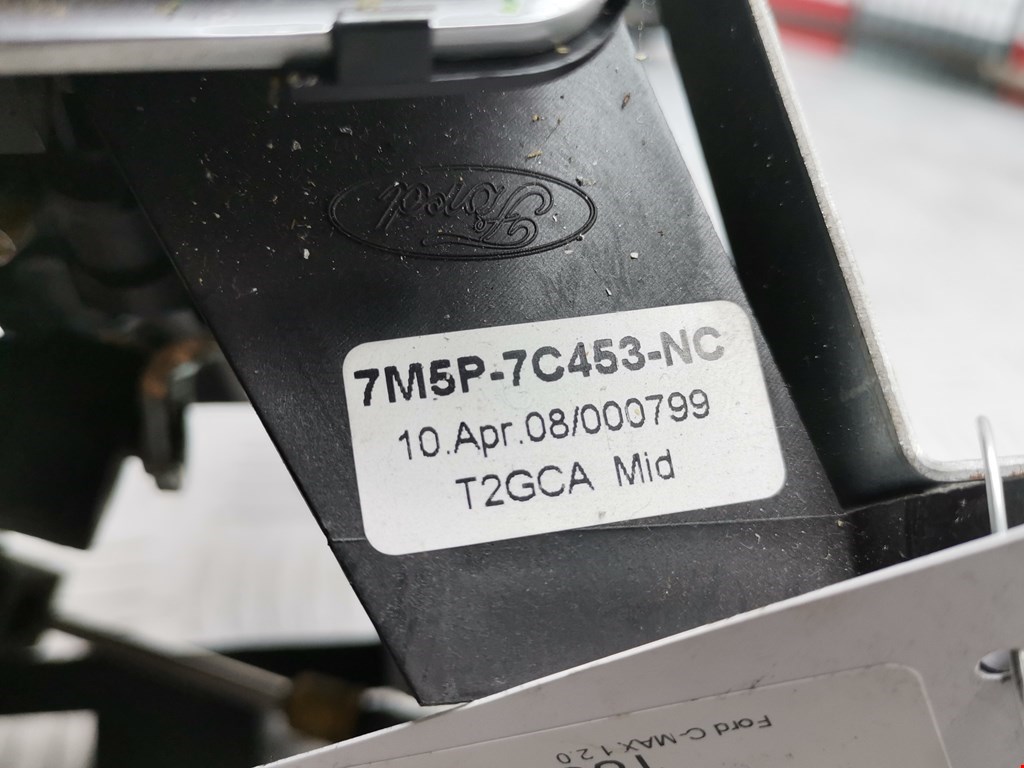 Ford
7M5P-7C453-NC
10.Apr.08/000799
T2GCA Mid
Ford C-MAX 1 2.0